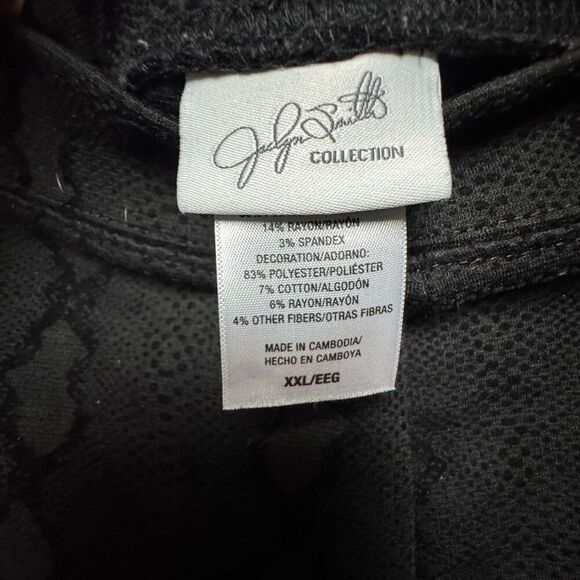 Jaclyn Smith
COLLECTION
14% RAYON/RAYÓN
3% SPANDEX
DECORATION/ADORNO:
83% POLYESTER/POLIÉSTER
7% COTTON/ALGODÓN
6% RAYON/RAYÓN
4% OTHER FIBERS/OTRAS FIBRAS
MADE IN CAMBODIA/
HECHO EN CAMBOYA
XXL/EEG